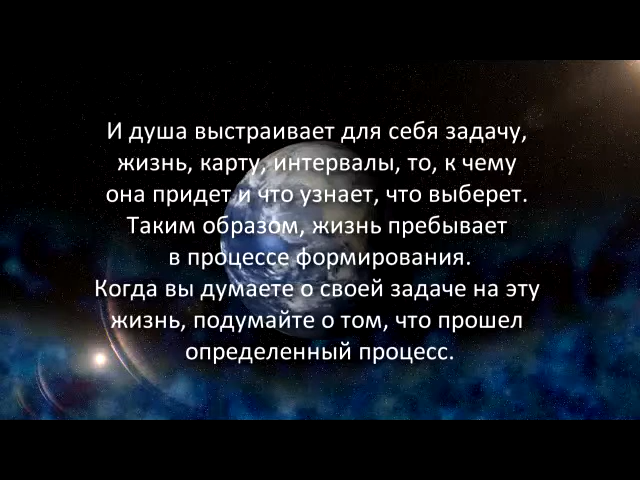 И душа выстраивает для себя задачу,
жизнь, карту, интервалы, то, к чему
она придет и что узнает, что выберет.
Таким образом, жизнь пребывает
в процессе формирования.
Когда вы думаете о своей задаче на эту
жизнь, подумайте о том, что прошел
определенный процесс.